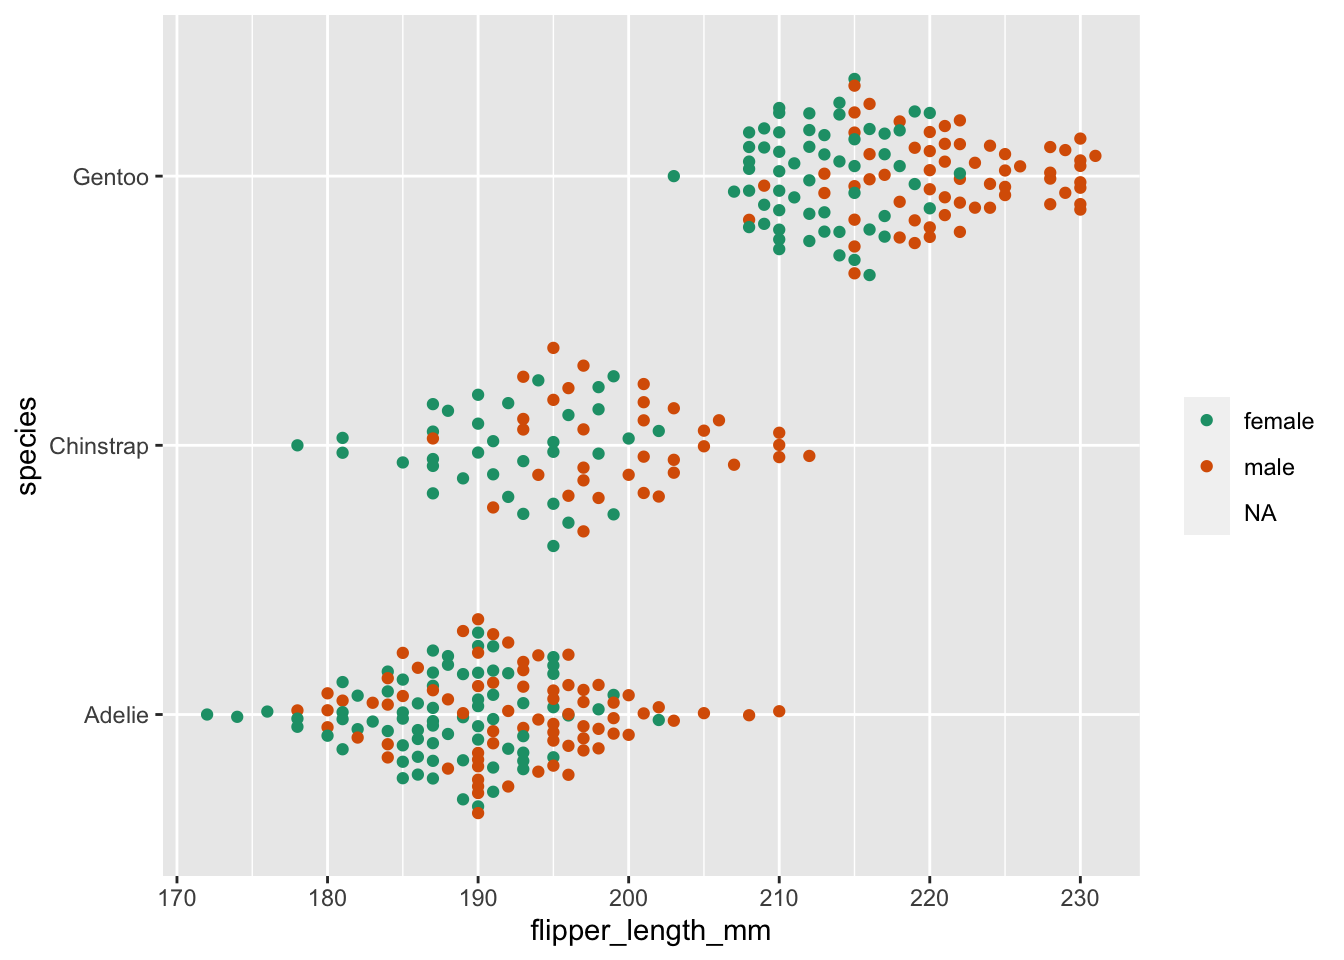 Gentoo
Chinstrap
Adelie
species
170 180 190 200 210 220 230
flipper_length_mm
female
male
NA